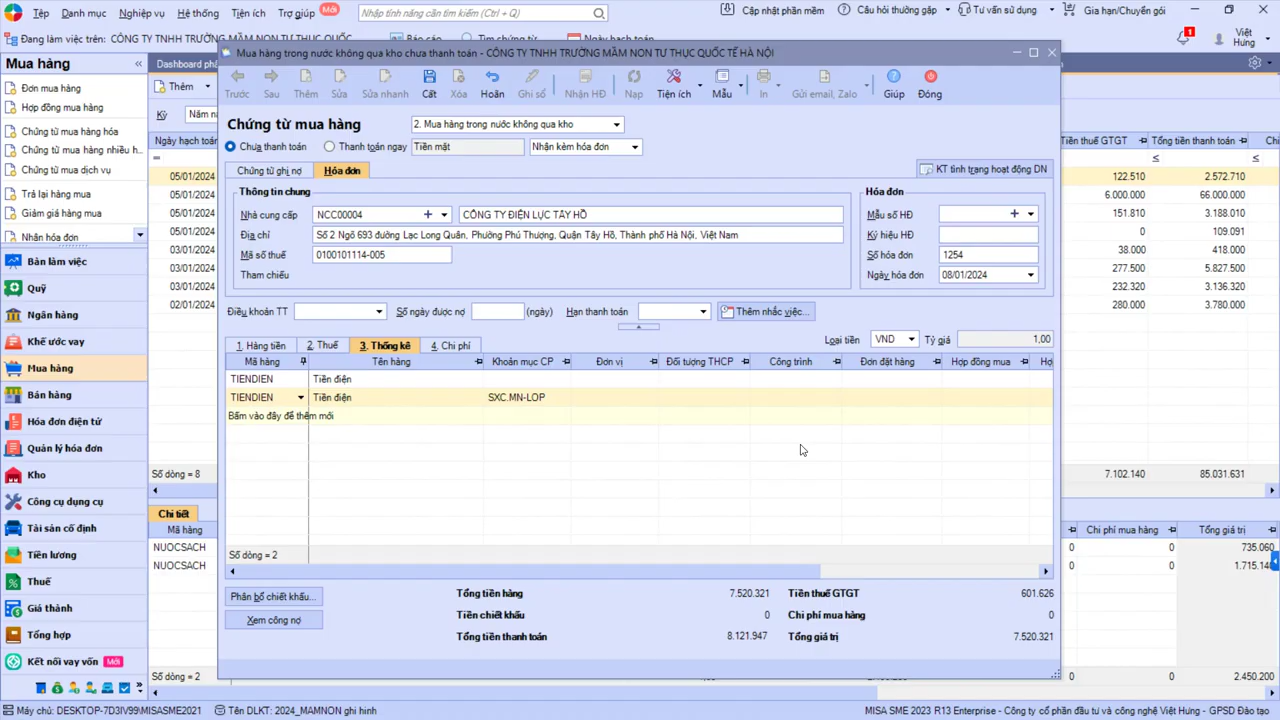 Tệp
Danh mục
Nghiệp vụ
Hệ thống
Tiện ích
Trợ giúp
Mới
Nhập tính năng cần tìm kiếm (Ctrl + Q)
Cập nhật phần mềm
Câu hỏi thường gặp
Tư vấn sử dụng
Gia hạn/Chuyển gói
Đang làm việc trên: CÔNG TY TNHH TRƯỜNG MẦM NON
Báo cáo
Tìm chứng từ
1
Việt Hưng
Mua hàng
«
Dashboard
Mua hàng trong nước không qua kho chưa thanh toán - CÔNG TY TNHH TRƯỜNG MẦM NON TƯ THỤC QUỐC TẾ HÀ NỘI
Trước
Sau
Thêm
Sửa
Sửa nhanh
Cất
Xóa
Hoãn
Ghi sổ
Nhận HĐ
Nạp
Tiện ích
Mẫu
In
Gửi email, Zalo
Giúp
Đóng
Đơn mua hàng
Hợp đồng mua hàng
Chứng từ mua hàng hóa
Chứng từ mua hàng nhiều h...
Chứng từ mua dịch vụ
Trả lại hàng mua
Giảm giá hàng mua
Nhận hóa đơn
Bàn làm việc
Quỹ
Ngân hàng
Khế ước vay
Mua hàng
Bán hàng
Hóa đơn điện tử
Quản lý hóa đơn
Kho
Công cụ dụng cụ
Tài sản cố định
Tiền lương
Thuế
Giá thành
Tổng hợp
Kết nối vay vốn Mới
Thêm
Kỳ
Năm
Ngày hạch toán
=
05/01/2024
05/01/2024
05/01/2024
05/01/2024
03/01/2024
03/01/2024
03/01/2024
02/01/2024
Số dòng = 8
Chi tiết
Mã hàng
NUOCSACH
NUOCSACH
Số dòng = 2
Chứng từ mua hàng
2. Mua hàng trong nước không qua kho
Chưa thanh toán
Thanh toán ngay
Tiền mặt
Nhận kèm hóa đơn
Chứng từ ghi nợ
Hóa đơn
KT tình trạng hoạt động DN
Thông tin chung
Nhà cung cấp
NCC00004
CÔNG TY ĐIỆN LỰC TÂY HỒ
Địa chỉ
Số 2 Ngõ 693 đường Lạc Long Quân, Phường Phú Thượng, Quận Tây Hồ, Thành phố Hà Nội, Việt Nam
Mã số thuế
0100101114-005
Tham chiếu
Hóa đơn
Mẫu số HĐ
Ký hiệu HĐ
Số hóa đơn
1254
Ngày hóa đơn
08/01/2024
Điều khoản TT
Số ngày được nợ
(ngày)
Hạn thanh toán
Thêm nhắc việc...
1. Hàng tiền
2. Thuế
3. Thống kê
4. Chi phí
Loại tiền
VND
Tỷ giá
1,00
Mã hàng
Tên hàng
Khoản mục CP
Đơn vị
Đối tượng THCP
Công trình
Đơn đặt hàng
Hợp đồng mua
TIENDIEN
Tiền điện
TIENDIEN
Tiền điện
SXC.MN-LOP
Bấm vào đây để thêm mới
Số dòng = 2
Phân bổ chiết khấu...
Xem công nợ
Tổng tiền hàng
7.520.321
Tiền thuế GTGT
601.626
Tiền chiết khấu
0
Chi phí mua hàng
0
Tổng tiền thanh toán
8.121.947
Tổng giá trị
7.520.321
Tiền thuế GTGT
Tổng tiền thanh toán
≤
≤
122.510
2.572.710
6.000.000
66.000.000
151.810
3.188.010
0
109.091
38.000
418.000
277.500
5.827.500
232.320
3.136.320
280.000
3.780.000
7.102.140
85.031.631
Chi phí mua hàng
Tổng giá trị
0
0
735.060
0
0
0
2.450.200
Máy chủ: DESKTOP-7D3IV99\MISASME2021
Tên DLKT: 2024_MAMNON ghi hinh
MISA SME 2023 R13 Enterprise - Công ty cổ phần đầu tư và công nghệ Việt Hưng - GPSD Đào tạo